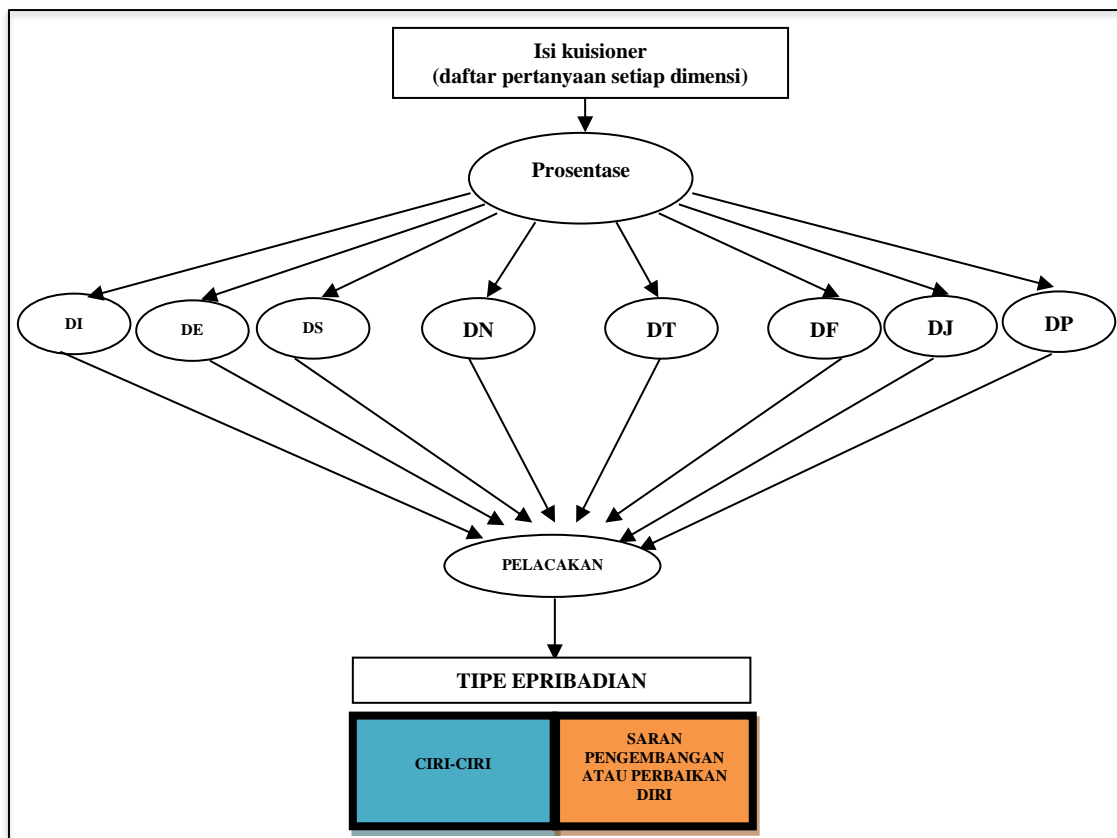 Isi kuisioner
(daftar pertanyaan setiap dimensi)
Prosentase
DI
DE
DS
DN
DT
DF
DJ
DP
PELACAKAN
TIPE EPRIBADIAN
CIRI-CIRI
SARAN
PENGEMBANGAN
ATAU PERBAIKAN
DIRI